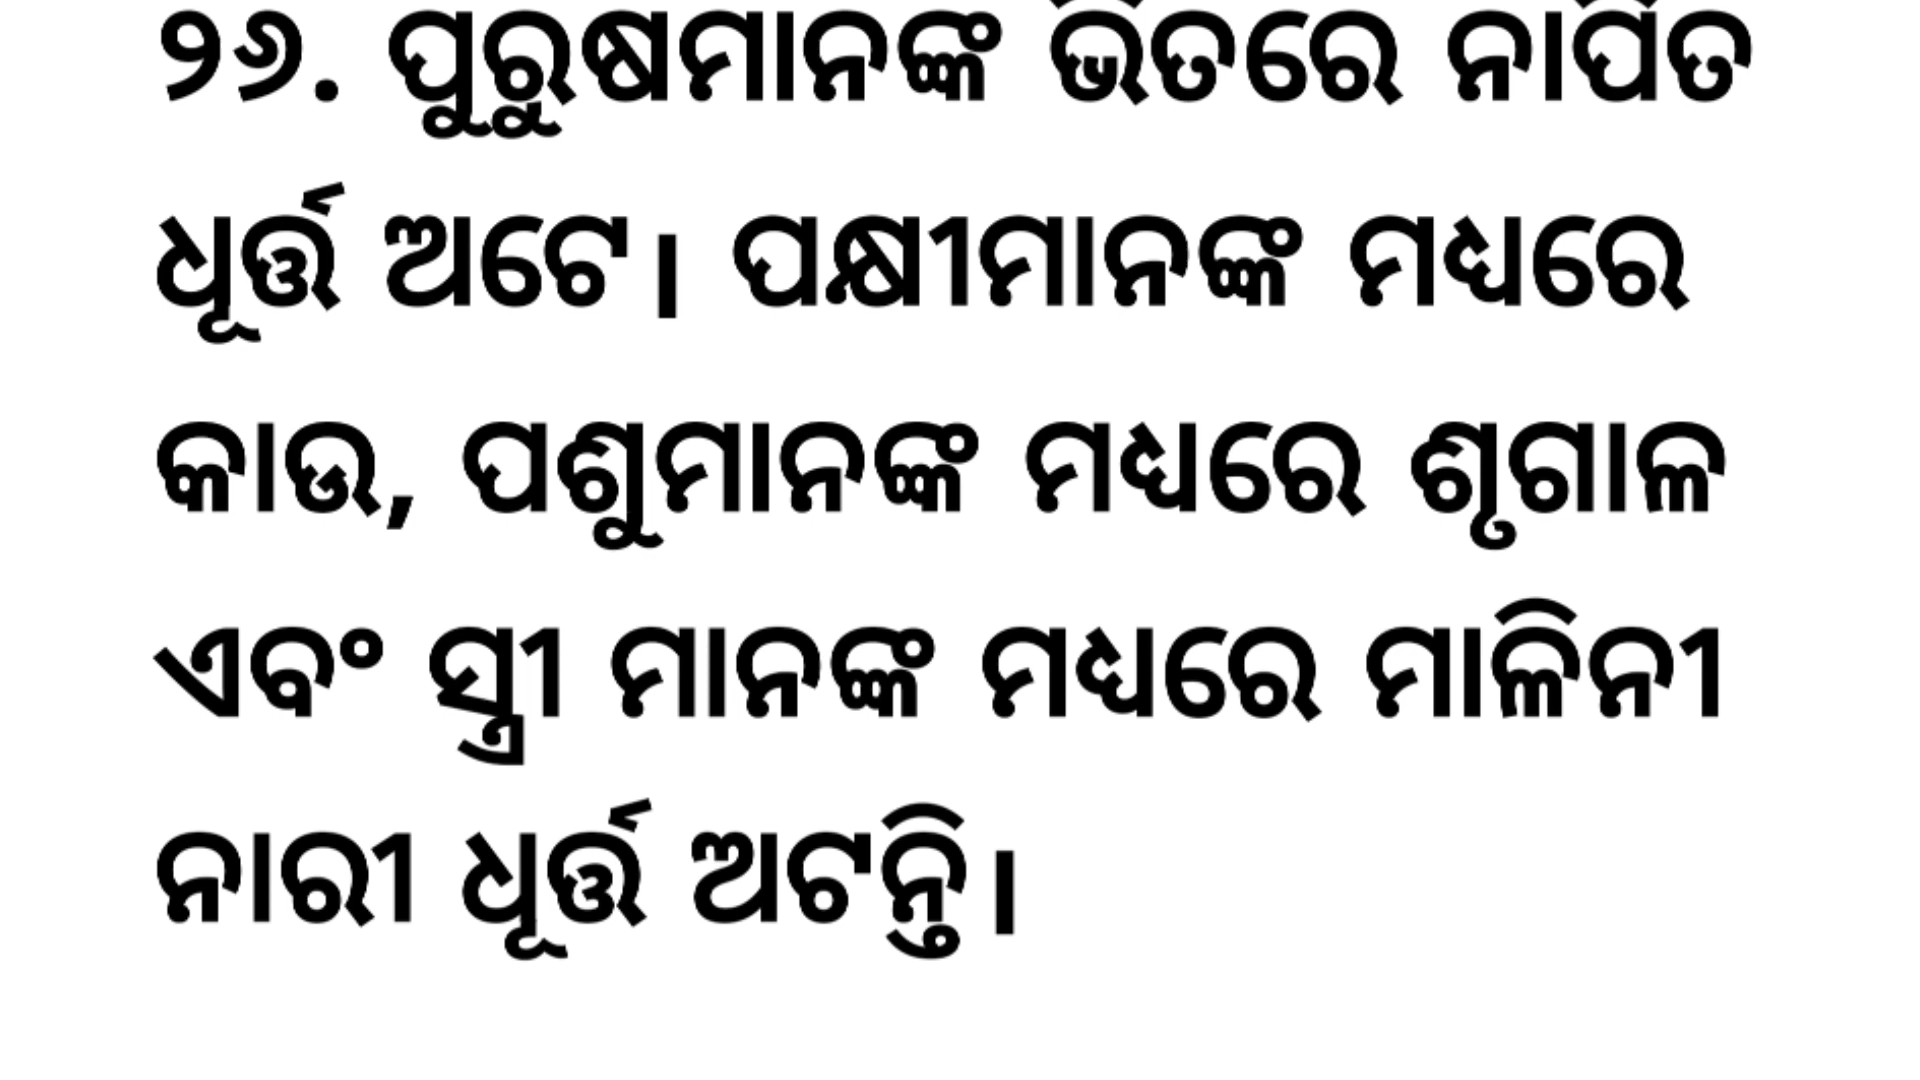 ୨୬. ପୁରୁଷମାନଙ୍କ ଭିତରେ ନାପିତ
ଧୂର୍ତ୍ତ ଅଟେ। ପକ୍ଷୀମାନଙ୍କ ମଧ୍ୟରେ
କାଉ, ପଶୁମାନଙ୍କ ମଧ୍ୟରେ ଶୃଗାଳ
ଏବଂ ସ୍ତ୍ରୀ ମାନଙ୍କ ମଧ୍ୟରେ ମାଳିନୀ
ନାରୀ ଧୂର୍ତ୍ତ ଅଟନ୍ତି।